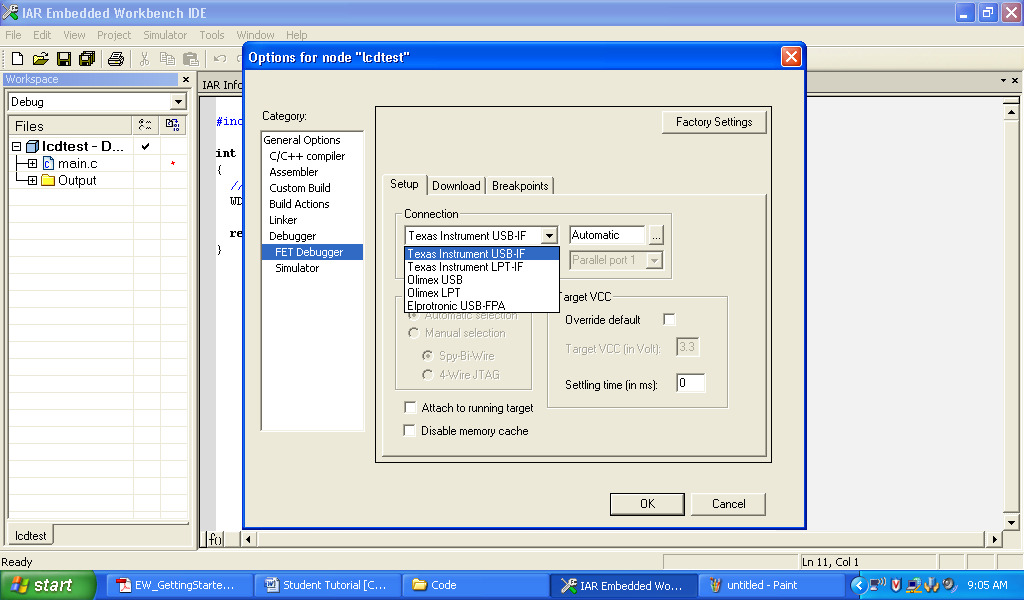 IAR Embedded Workbench IDE
File Edit View Project Simulator Tools Window Help
Workspace
Debug
Files
lcdtest - D...
main.c
Output
lcdtest
IAR Info
#inc
int
{
//
WD
re
}
f()
Options for node "lcdtest"
Category:
General Options
C/C++ compiler
Assembler
Custom Build
Build Actions
Linker
Debugger
FET Debugger
Simulator
Factory Settings
Setup Download Breakpoints
Connection
Texas Instrument USB-IF Automatic ...
Texas Instrument USB-IF
Texas Instrument LPT-IF
Olimex USB
Olimex LPT
Elprotronic USB-FPA
Parallel port 1
Automatic selection
Manual selection
Spy-Bi-Wire
4-Wire JTAG
Target VCC
Override default
Target VCC (in Volt): 3.3
Settling time (in ms): 0
Attach to running target
Disable memory cache
OK Cancel
Ready Ln 11, Col 1
start EW_GettingStarte... Student Tutorial [C... Code IAR Embedded Wo... untitled - Paint 9:05 AM